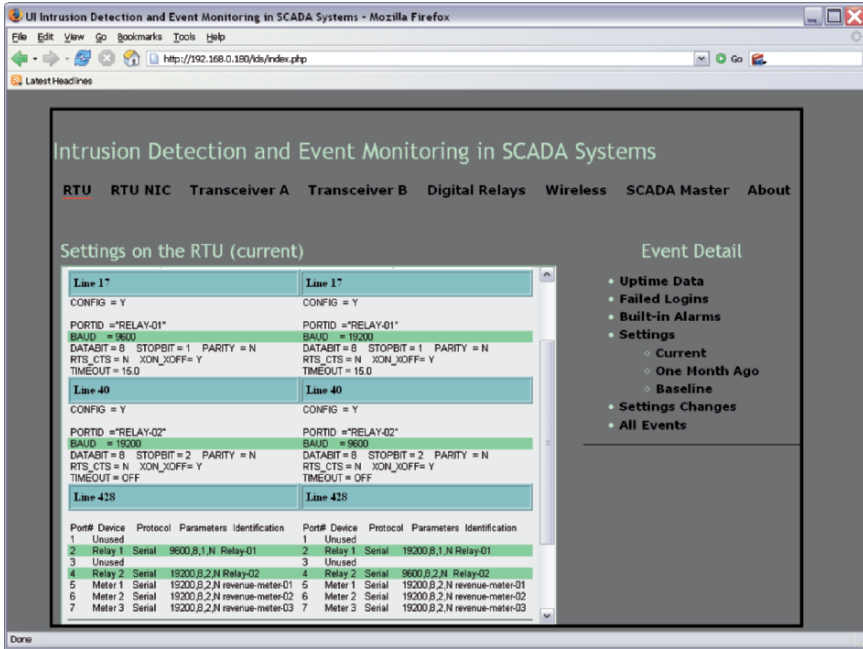 UI Intrusion Detection and Event Monitoring in SCADA Systems - Mozilla Firefox
File Edit View Go Bookmarks Tools Help
http://192.168.0.180/ids/index.php
Go
Latest Headlines
Intrusion Detection and Event Monitoring in SCADA Systems
RTU RTU NIC Transceiver A Transceiver B Digital Relays Wireless SCADA Master About
Settings on the RTU (current)
Line 17 Line 17
CONFIG = Y CONFIG = Y
PORTID ="RELAY-01" PORTID ="RELAY-01"
BAUD = 9600 BAUD = 19200
DATABIT = 8 STOPBIT = 1 PARITY = N DATABIT = 8 STOPBIT = 1 PARITY = N
RTS_CTS = N XON_XOFF= Y RTS_CTS = N XON_XOFF= Y
TIMEOUT = 15.0 TIMEOUT = 15.0
Line 40 Line 40
CONFIG = Y CONFIG = Y
PORTID ="RELAY-02" PORTID ="RELAY-02"
BAUD = 19200 BAUD = 9600
DATABIT = 8 STOPBIT = 2 PARITY = N DATABIT = 8 STOPBIT = 2 PARITY = N
RTS_CTS = N XON_XOFF= Y RTS_CTS = N XON_XOFF= Y
TIMEOUT = OFF TIMEOUT = OFF
Line 428 Line 428
Port# Device Protocol Parameters Identification Port# Device Protocol Parameters Identification
1 Unused 1 Unused
2 Relay 1 Serial 9600,8,1,N Relay-01 2 Relay 1 Serial 19200,8,1,N Relay-01
3 Unused 3 Unused
4 Relay 2 Serial 19200,8,2,N Relay-02 4 Relay 2 Serial 9600,8,2,N Relay-02
5 Meter 1 Serial 19200,8,2,N revenue-meter-01 5 Meter 1 Serial 19200,8,2,N revenue-meter-01
6 Meter 2 Serial 19200,8,2,N revenue-meter-02 6 Meter 2 Serial 19200,8,2,N revenue-meter-02
7 Meter 3 Serial 19200,8,2,N revenue-meter-03 7 Meter 3 Serial 19200,8,2,N revenue-meter-03
Event Detail
Uptime Data
Failed Logins
Built-in Alarms
Settings
Current
One Month Ago
Baseline
Settings Changes
All Events
Done